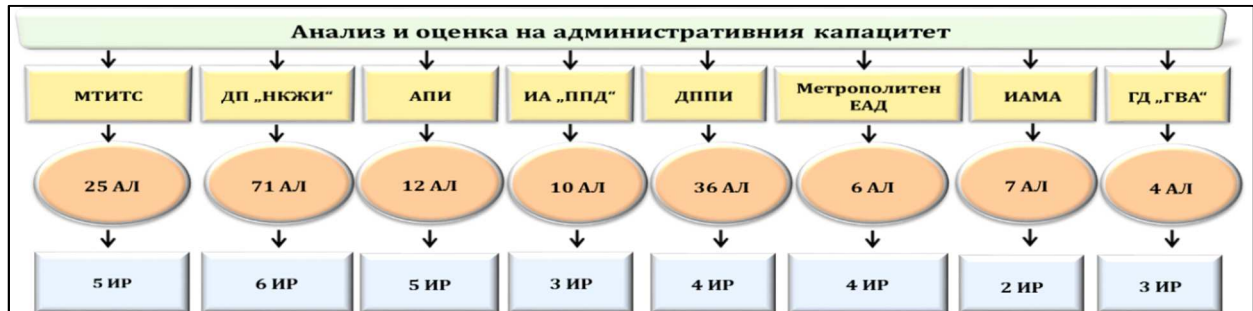 Анализ и оценка на административния капацитет
МТИТС
ДП „НКЖИ“
АПИ
ИА „ППД“
ДППИ
Метрополитен
ЕАД
ИАМА
ГД „ГВА“
25 АЛ
71 АЛ
12 АЛ
10 АЛ
36 АЛ
6 АЛ
7 АЛ
4 АЛ
5 ИР
6 ИР
5 ИР
3 ИР
4 ИР
4 ИР
2 ИР
3 ИР